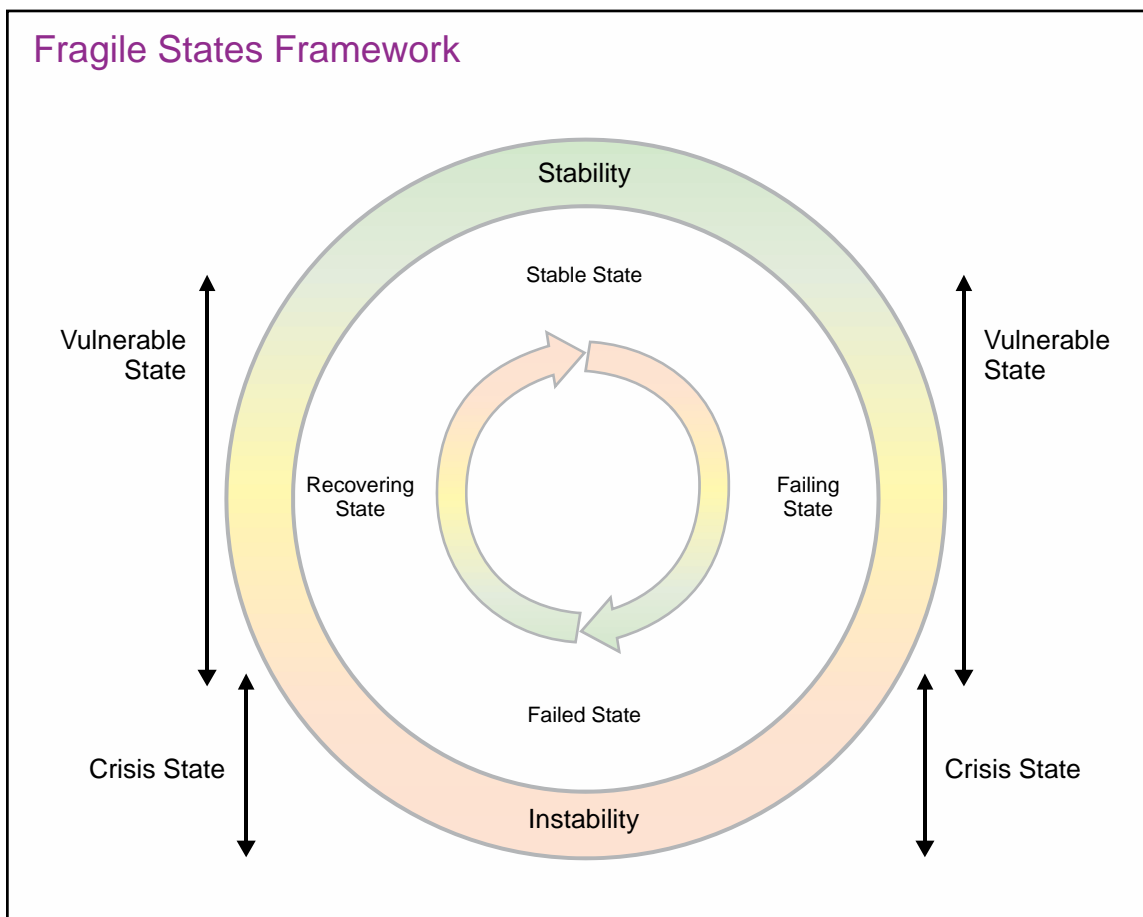 Fragile States Framework
Stability
Stable State
Vulnerable
State
Vulnerable
State
Recovering
State
Failing
State
Failed State
Crisis State
Crisis State
Instability